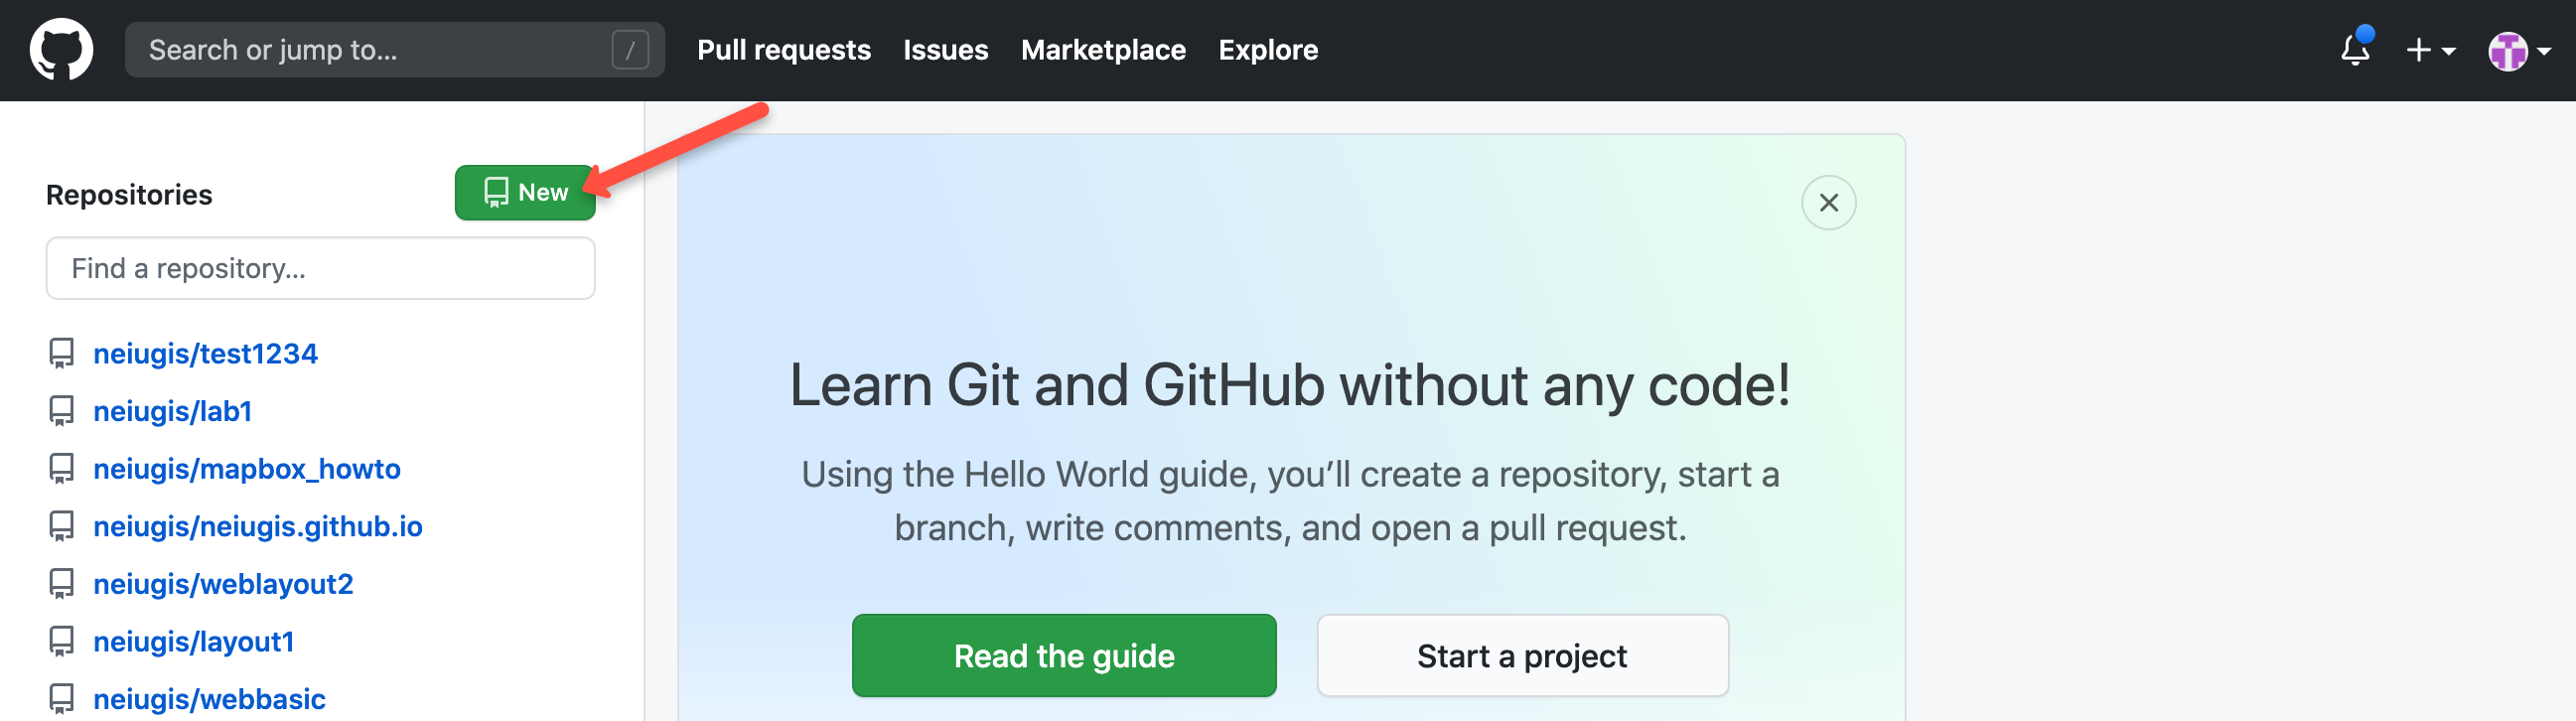 Search or jump to... /
Pull requests Issues Marketplace Explore
Repositories
New
Find a repository...
neiugis/test1234
neiugis/lab1
neiugis/mapbox_howto
neiugis/neiugis.github.io
neiugis/weblayout2
neiugis/layout1
neiugis/webbasic
Learn Git and GitHub without any code!
Using the Hello World guide, you’ll create a repository, start a
branch, write comments, and open a pull request.
Read the guide
Start a project